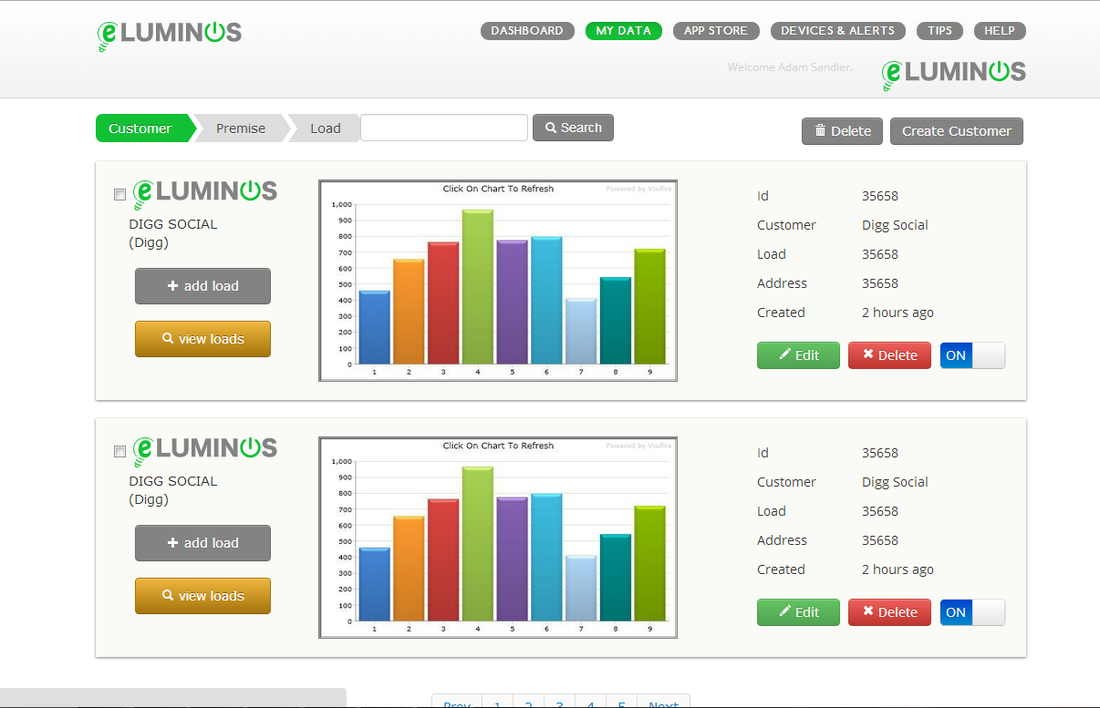 eLUMINOS
DASHBOARD
MY DATA
APP STORE
DEVICES & ALERTS
TIPS
HELP
Welcome Adam Sandler.
eLUMINOS
Customer
Premise
Load
Search
Delete
Create Customer
eLUMINOS
DIGG SOCIAL
(Digg)
+ add load
view loads
Click On Chart To Refresh
Powered by Visifire
1,000
900
800
700
600
500
400
300
200
100
0
1 2 3 4 5 6 7 8 9
Id 35658
Customer Digg Social
Load 35658
Address 35658
Created 2 hours ago
Edit
Delete
ON
eLUMINOS
DIGG SOCIAL
(Digg)
+ add load
view loads
Click On Chart To Refresh
Powered by Visifire
1,000
900
800
700
600
500
400
300
200
100
0
1 2 3 4 5 6 7 8 9
Id 35658
Customer Digg Social
Load 35658
Address 35658
Created 2 hours ago
Edit
Delete
ON
Prev 1 2 3 4 5 Next